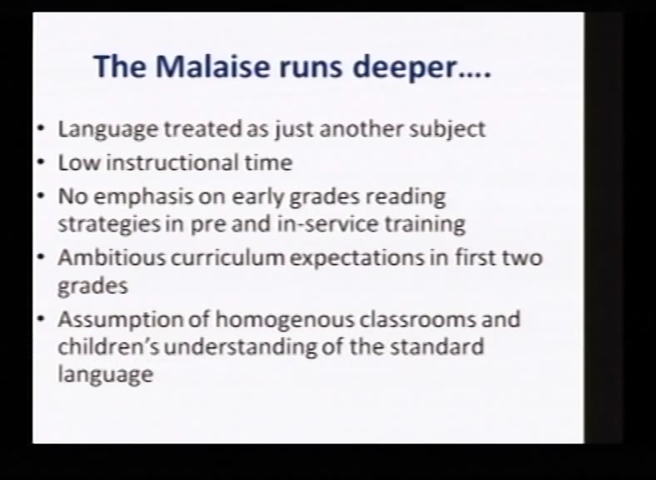 The Malaise runs deeper....
• Language treated as just another subject
• Low instructional time
• No emphasis on early grades reading
strategies in pre and in-service training
• Ambitious curriculum expectations in first two
grades
• Assumption of homogenous classrooms and
children's understanding of the standard
language